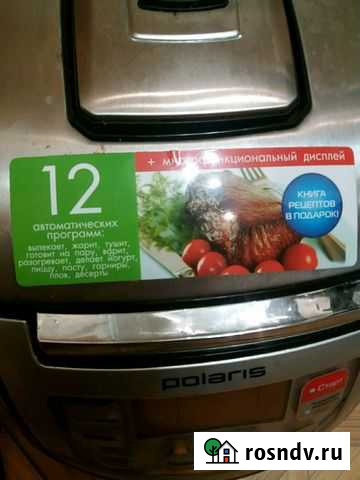 12
автоматических
программ:
выпекает, жарит, тушит,
готовит на пару, варит,
разогревает, делает йогурт,
пиццу, пасту, гарниры,
плов, десерты
+ многофункциональный дисплей
КНИГА
РЕЦЕПТОВ
В ПОДАРОК!
polaris
Старт
rosndv.ru